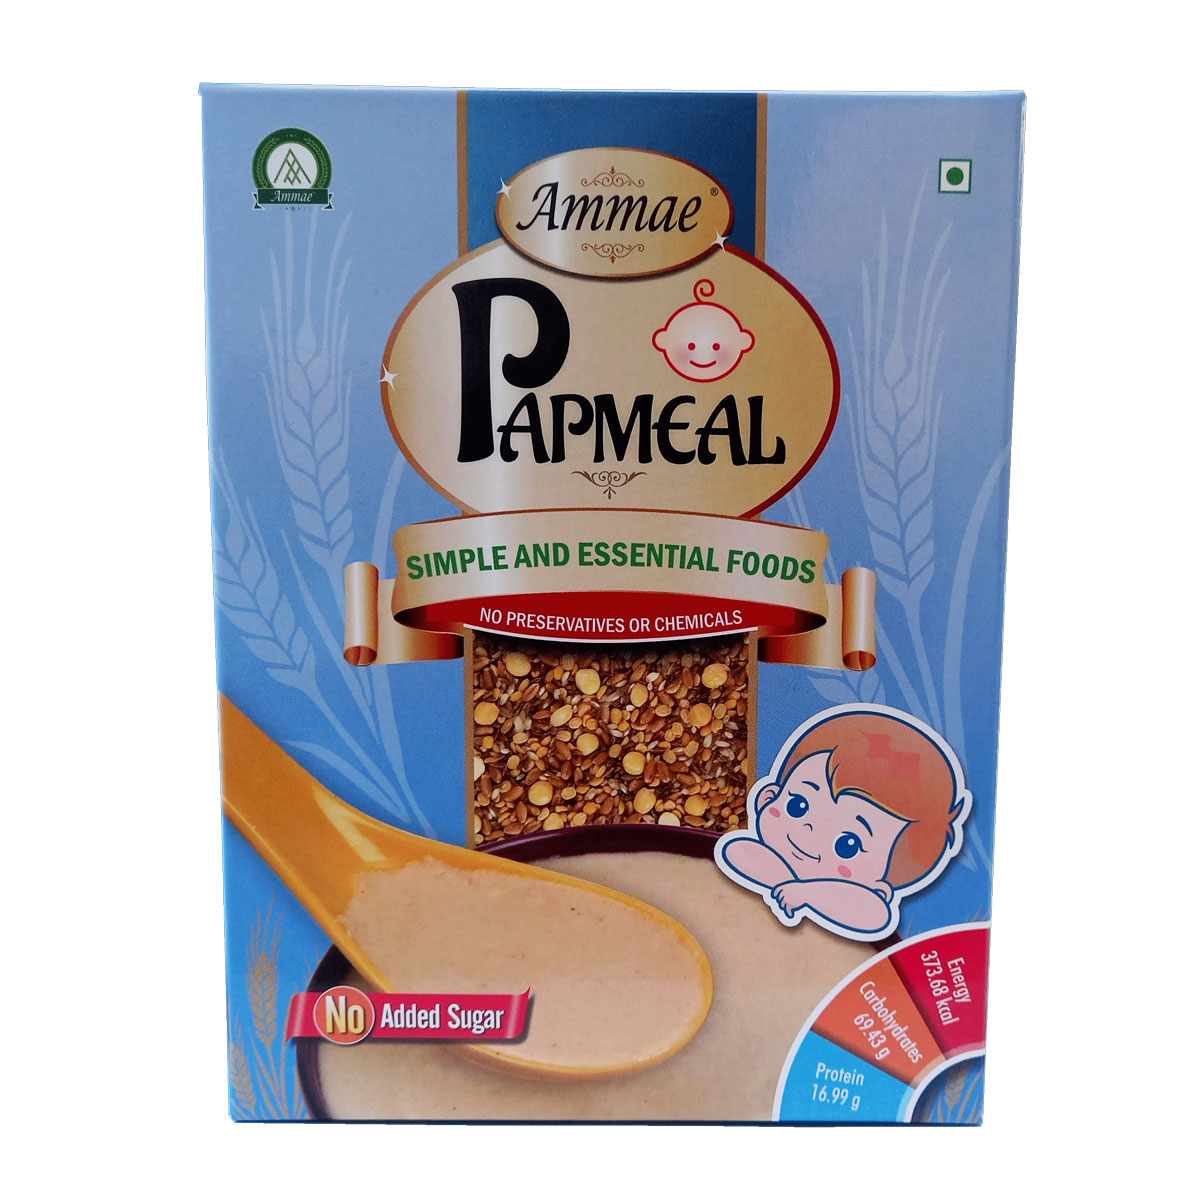 Ammae
Ammae®
PAPMEAL
SIMPLE AND ESSENTIAL FOODS
NO PRESERVATIVES OR CHEMICALS
No Added Sugar
Energy
373.68 kcal
Carbohydrates
69.43 g
Protein
16.99 g